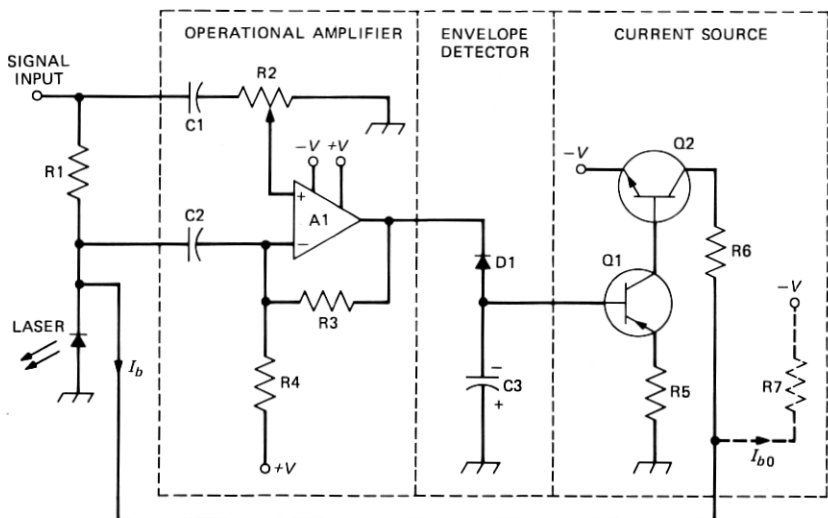 OPERATIONAL AMPLIFIER
ENVELOPE
DETECTOR
CURRENT SOURCE
SIGNAL
INPUT
R2
C1
R1
-V
+V
Q2
-V
C2
+
A1
-
D1
Q1
R6
-V
R3
LASER
Ib
R4
-
C3
+
R5
R7
Ib0
+V